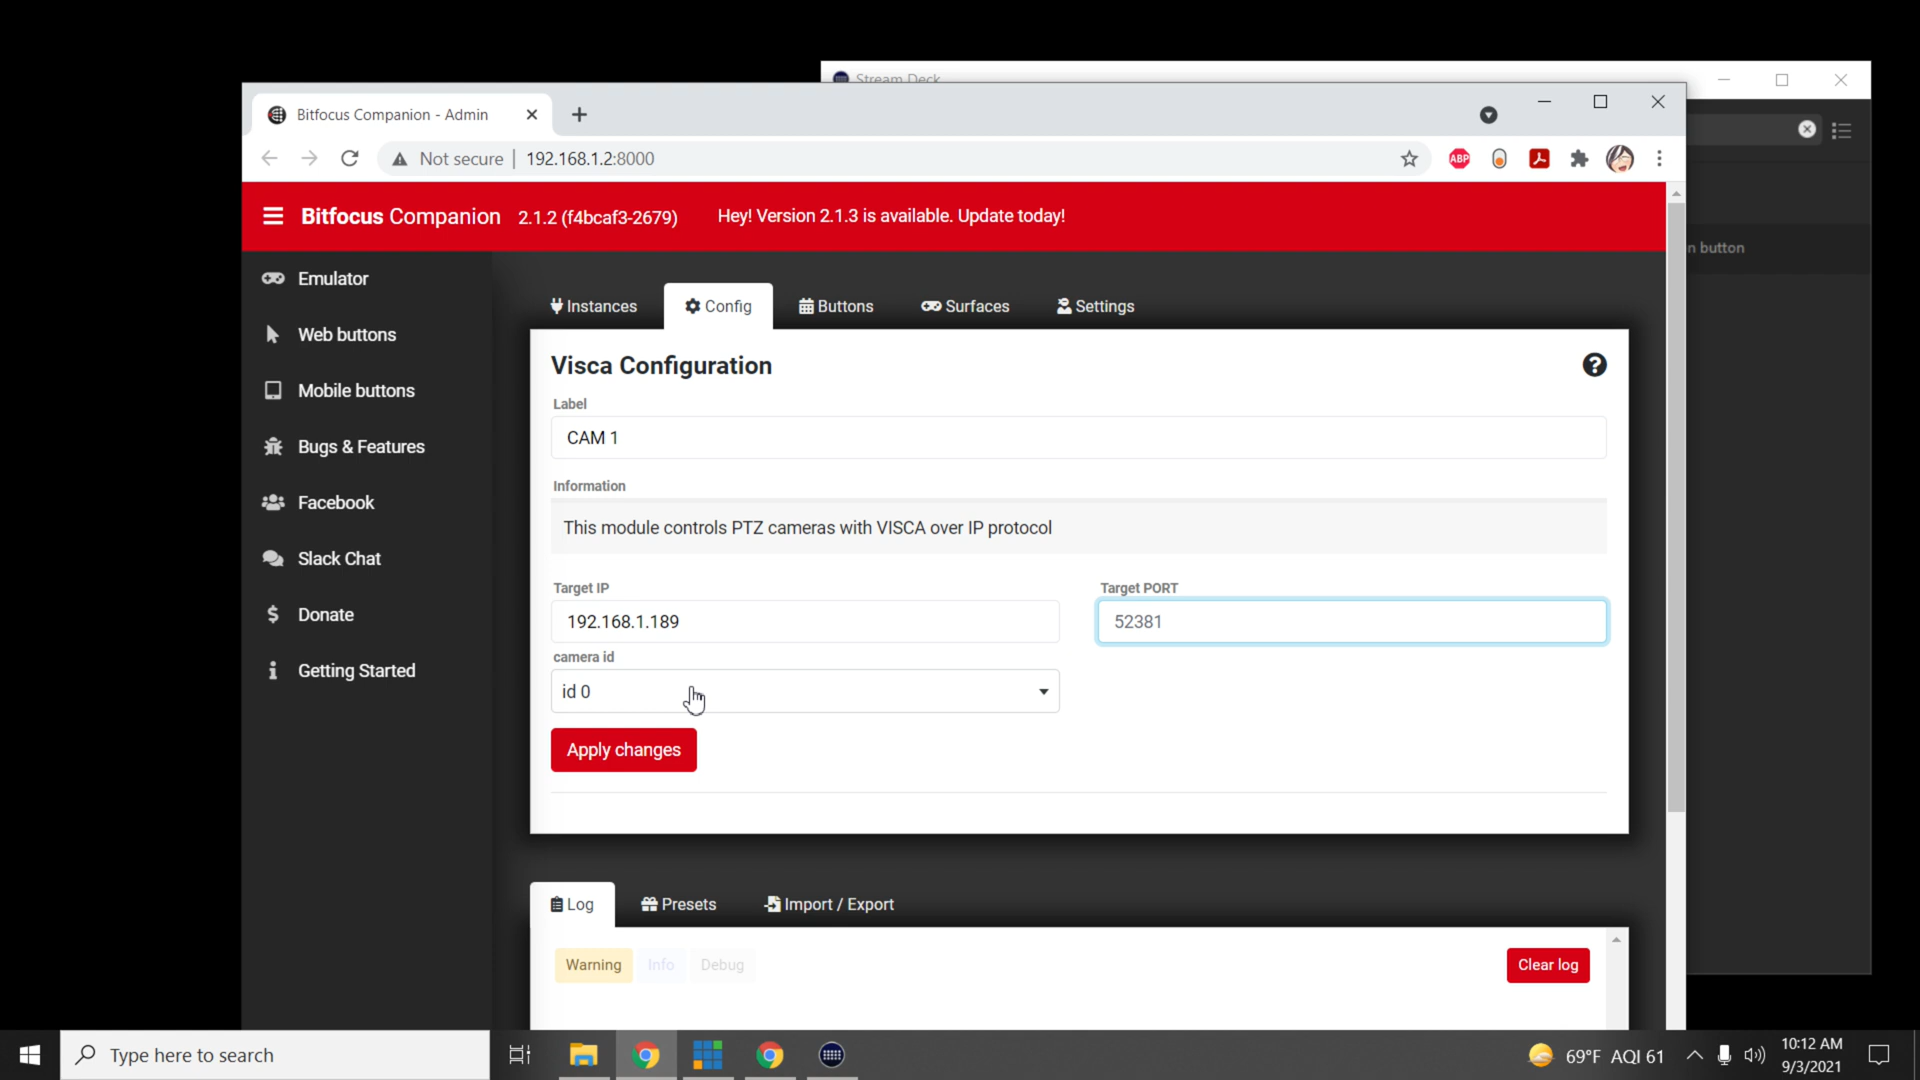 Stream Deck
Bitfocus Companion - Admin
Not secure | 192.168.1.2:8000
ABP
Bitfocus Companion 2.1.2 (f4bcaf3-2679) Hey! Version 2.1.3 is available. Update today!
n button
Emulator
Web buttons
Mobile buttons
Bugs & Features
Facebook
Slack Chat
Donate
Getting Started
Instances Config Buttons Surfaces Settings
Visca Configuration
Label
CAM 1
Information
This module controls PTZ cameras with VISCA over IP protocol
Target IP Target PORT
192.168.1.189 52381
camera id
id 0
Apply changes
Log Presets Import / Export
Warning Info Debug Clear log
Type here to search
69°F AQI 61
10:12 AM
9/3/2021